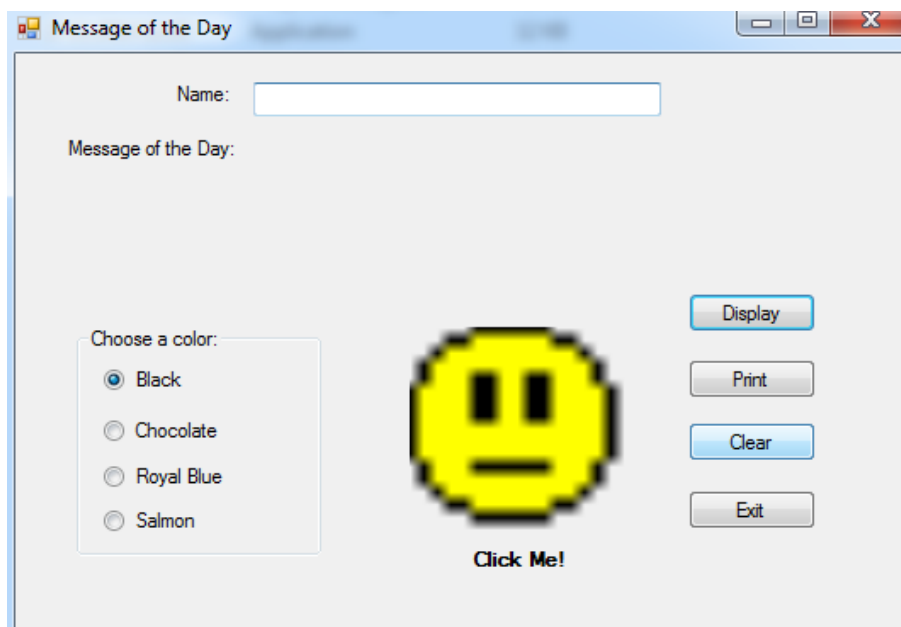 Message of the Day
Name:
Message of the Day:
Choose a color:
Black
Chocolate
Royal Blue
Salmon
Click Me!
Display
Print
Clear
Exit